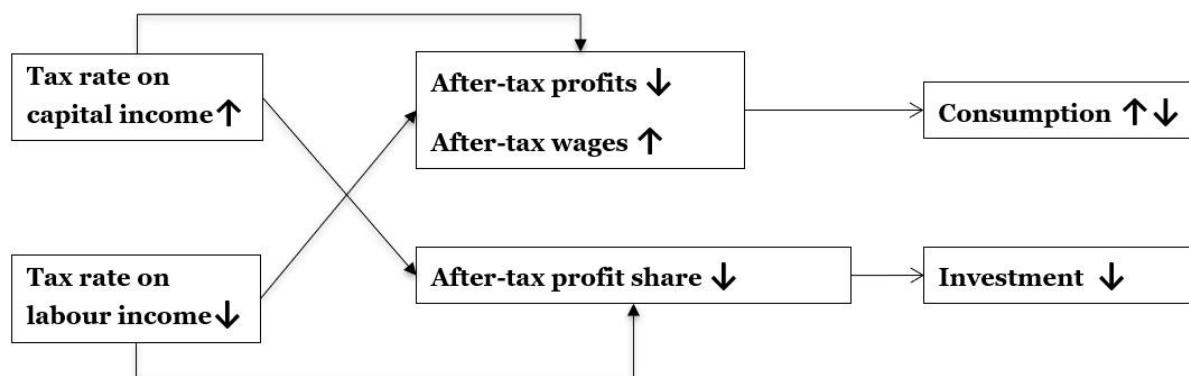 Tax rate on
capital income↑
After-tax profits ↓
After-tax wages ↑
Consumption ↑↓
Tax rate on
labour income↓
After-tax profit share ↓
Investment ↓